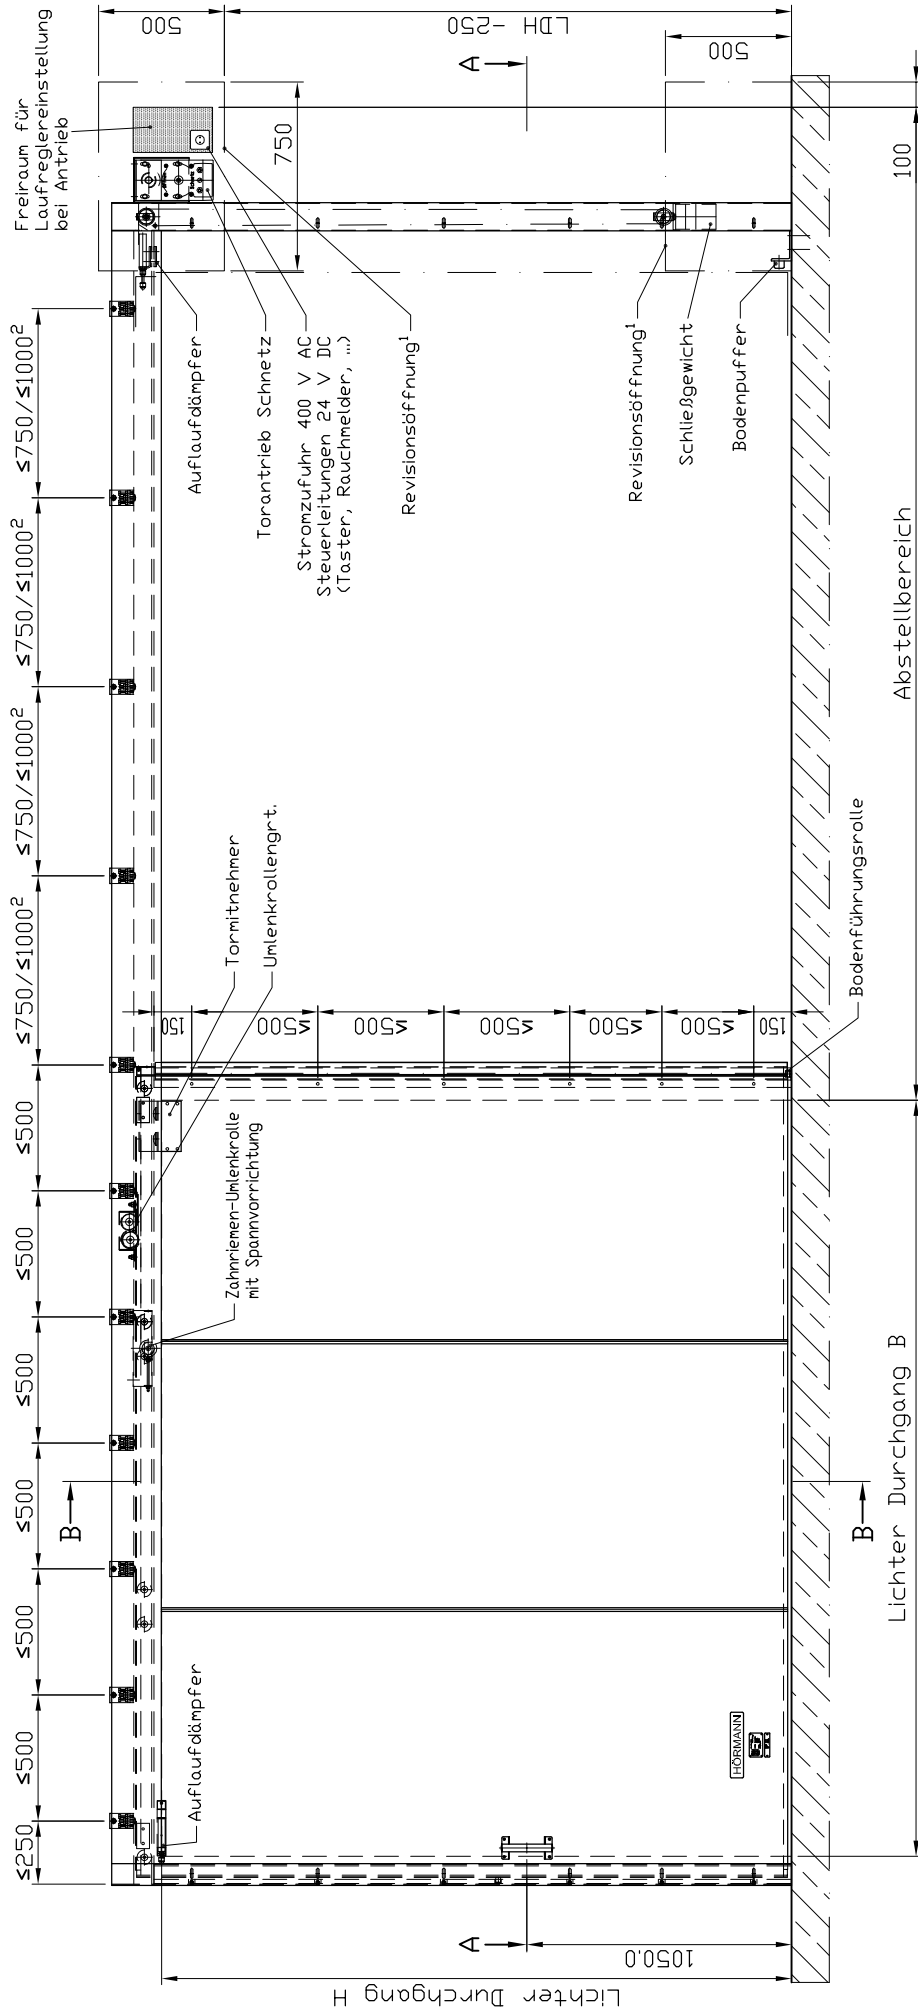 Freiraum für
Laufreglereinstellung
bei Antrieb
≤250
≤500
≤500
≤500
≤500
≤500
≤500
≤750/≤1000²
≤750/≤1000²
≤750/≤1000²
≤750/≤1000²
500
LDH -250
500
750
100
A
A
B
B
Auflaufdämpfer
Torantrieb Schnetz
Stromzufuhr 400 V AC
Steuerleitungen 24 V DC
(Taster, Rauchmelder, ...)
Revisionsöffnung¹
Revisionsöffnung¹
Schließgewicht
Bodenpuffer
Tormitnehmer
Umlenkrollengrt.
Zahnriemen-Umlenkrolle
mit Spannvorrichtung
Auflaufdämpfer
150
≤500
≤500
≤500
≤500
≤500
150
Bodenführungsrolle
HÖRMANN
1050.0
Lichter Durchgang H
Lichter Durchgang B
Abstellbereich